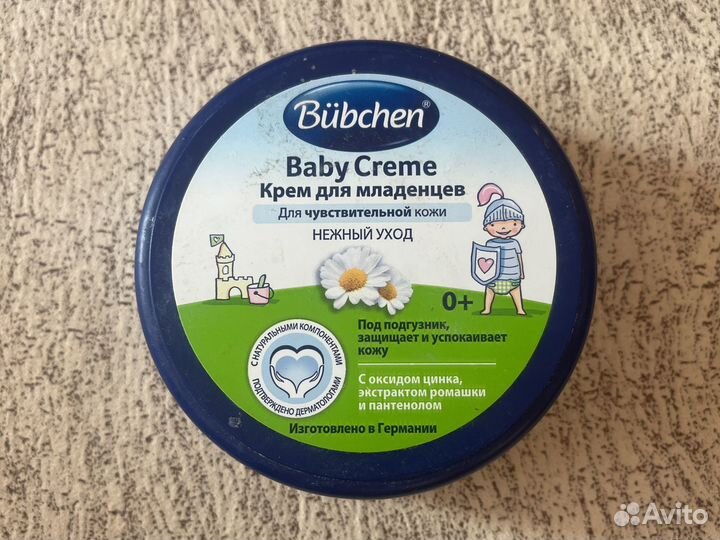 Bübchen®
Baby Creme
Крем для младенцев
Для чувствительной кожи
НЕЖНЫЙ УХОД
0+
Под подгузник,
защищает и успокаивает
кожу
С НАТУРАЛЬНЫМИ КОМПОНЕНТАМИ
ПОДТВЕРЖДЕНО ДЕРМАТОЛОГАМИ
С оксидом цинка,
экстрактом ромашки
и пантенолом
Изготовлено в Германии
Avito